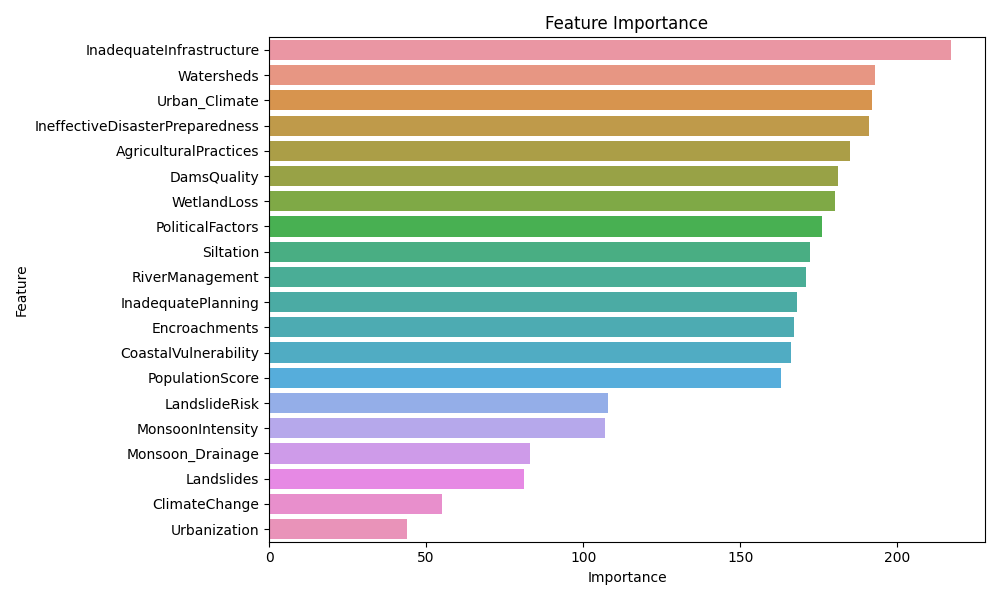 Feature Importance
InadequateInfrastructure
Watersheds
Urban_Climate
IneffectiveDisasterPreparedness
AgriculturalPractices
DamsQuality
WetlandLoss
PoliticalFactors
Siltation
RiverManagement
InadequatePlanning
Encroachments
CoastalVulnerability
PopulationScore
LandslideRisk
MonsoonIntensity
Monsoon_Drainage
Landslides
ClimateChange
Urbanization
Feature
0 50 100 150 200
Importance